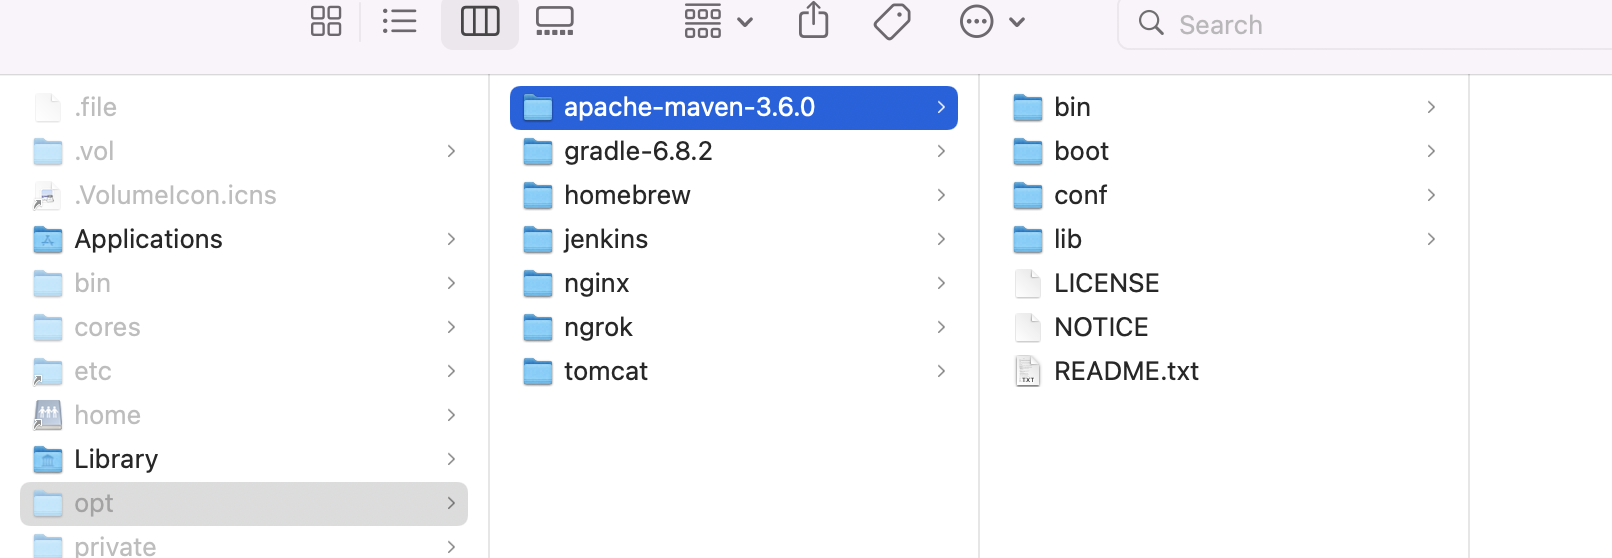 Search
.file
.vol
.VolumeIcon.icns
Applications
bin
cores
etc
home
Library
opt
private
apache-maven-3.6.0
gradle-6.8.2
homebrew
jenkins
nginx
ngrok
tomcat
bin
boot
conf
lib
LICENSE
NOTICE
README.txt
TXT